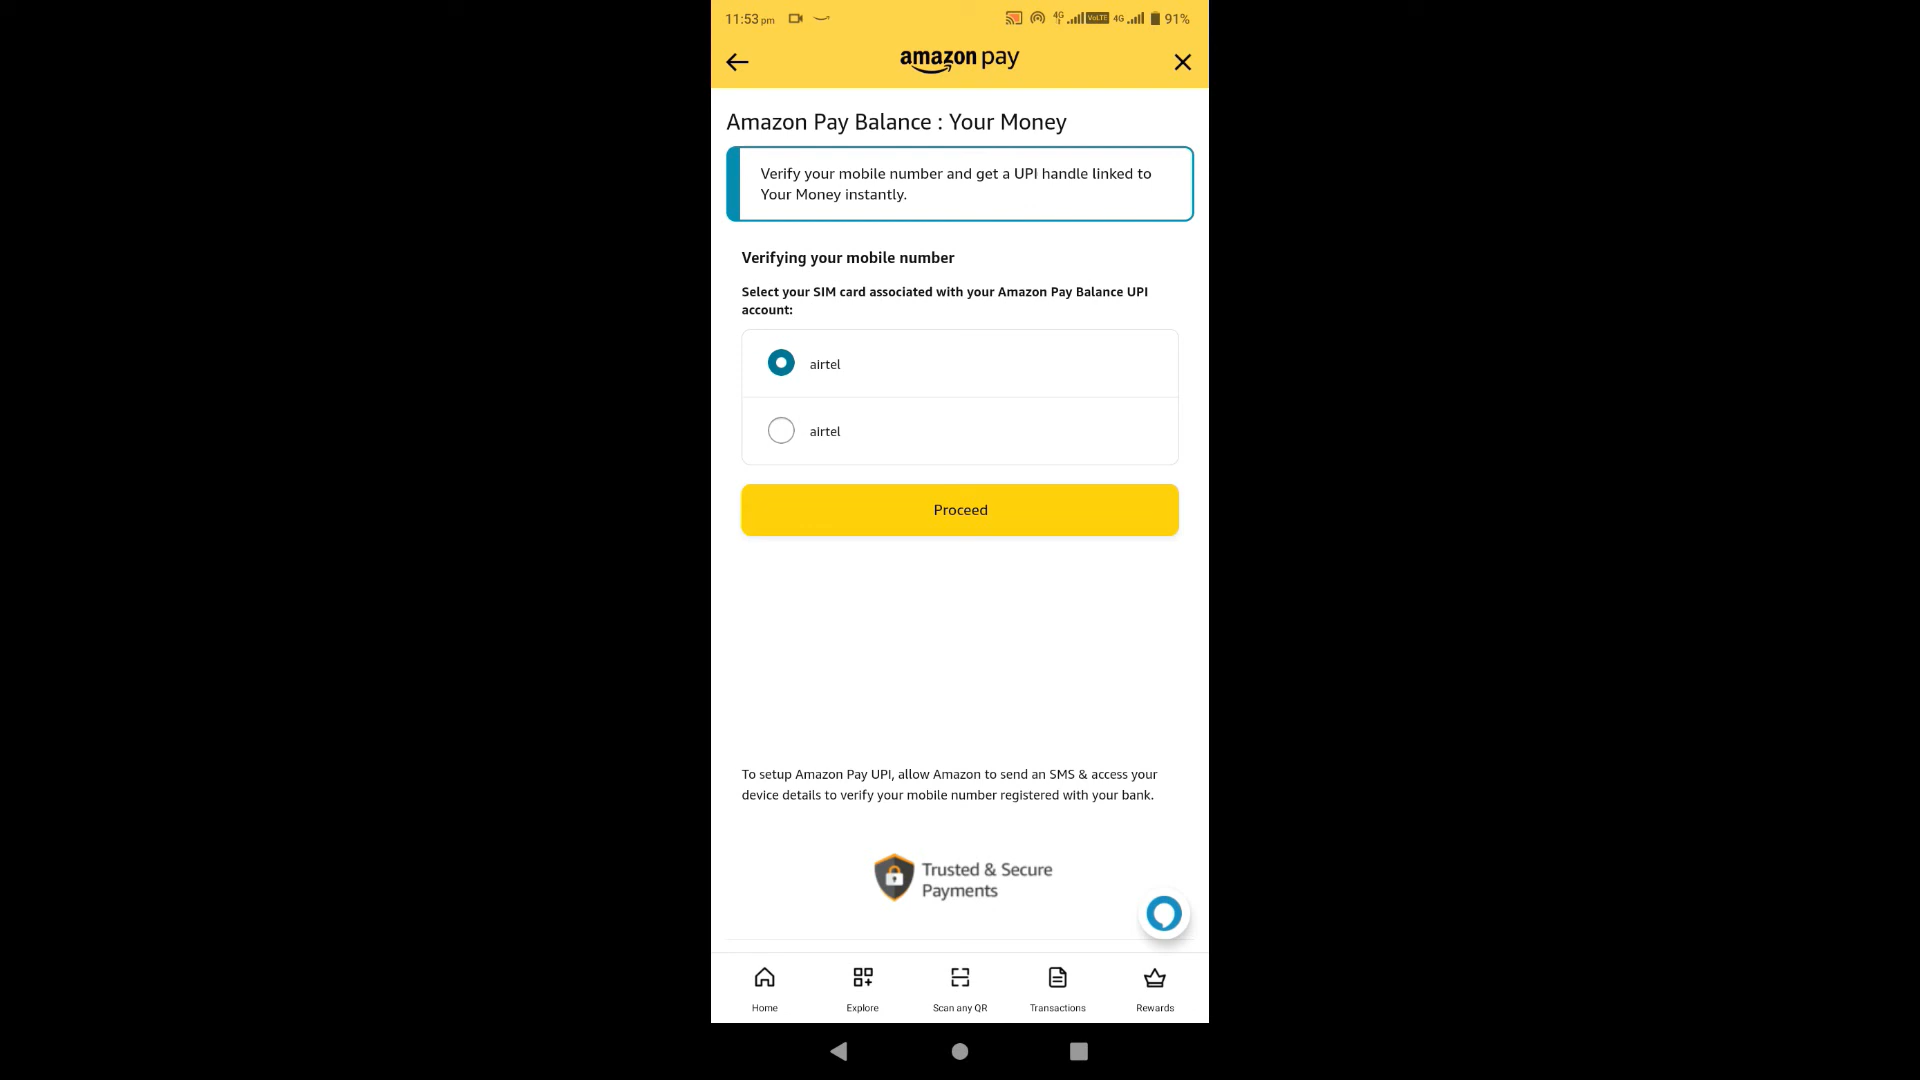 11:53 pm 4G VoLTE 4G 91%
amazon pay
Amazon Pay Balance : Your Money
Verify your mobile number and get a UPI handle linked to
Your Money instantly.
Verifying your mobile number
Select your SIM card associated with your Amazon Pay Balance UPI
account:
airtel
airtel
Proceed
To setup Amazon Pay UPI, allow Amazon to send an SMS & access your
device details to verify your mobile number registered with your bank.
Trusted & Secure
Payments
Home Explore Scan any QR Transactions Rewards